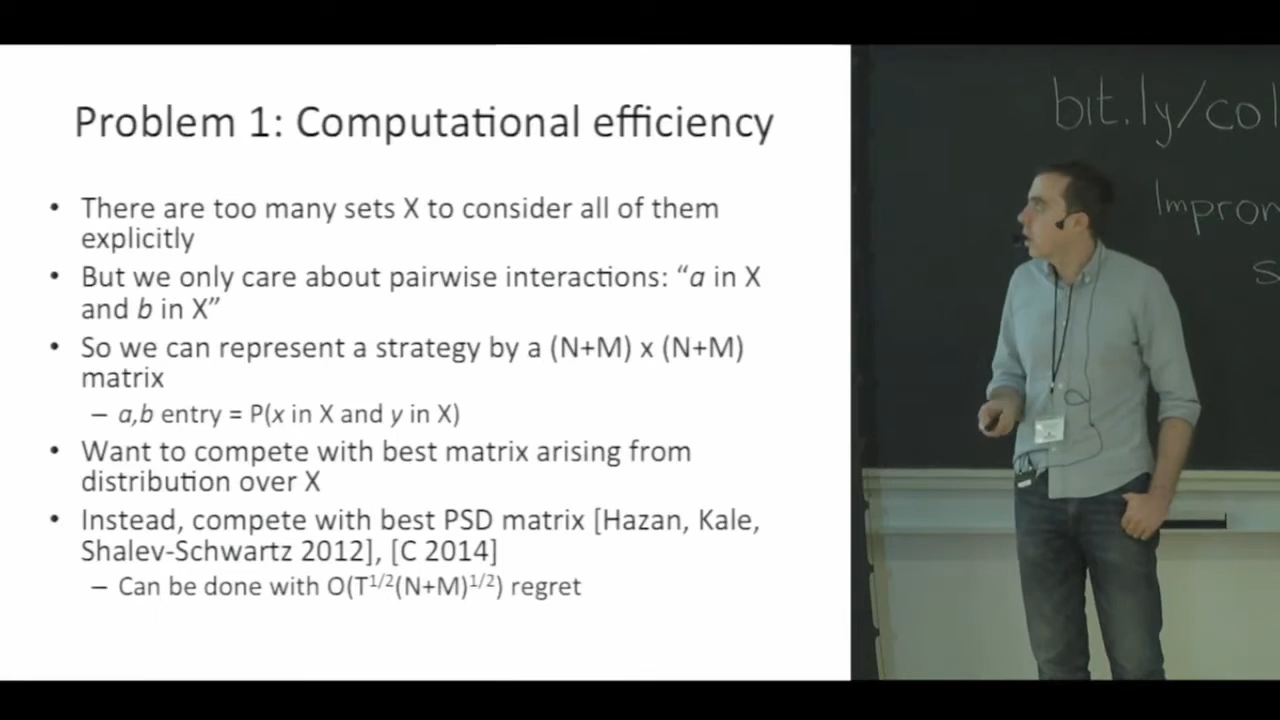 Problem 1: Computational efficiency
• There are too many sets X to consider all of them
explicitly
• But we only care about pairwise interactions: “a in X
and b in X”
• So we can represent a strategy by a (N+M) x (N+M)
matrix
– a,b entry = P(x in X and y in X)
• Want to compete with best matrix arising from
distribution over X
• Instead, compete with best PSD matrix [Hazan, Kale,
Shalev-Schwartz 2012], [C 2014]
– Can be done with O(T^1/2(N+M)^1/2) regret
bit.ly/col